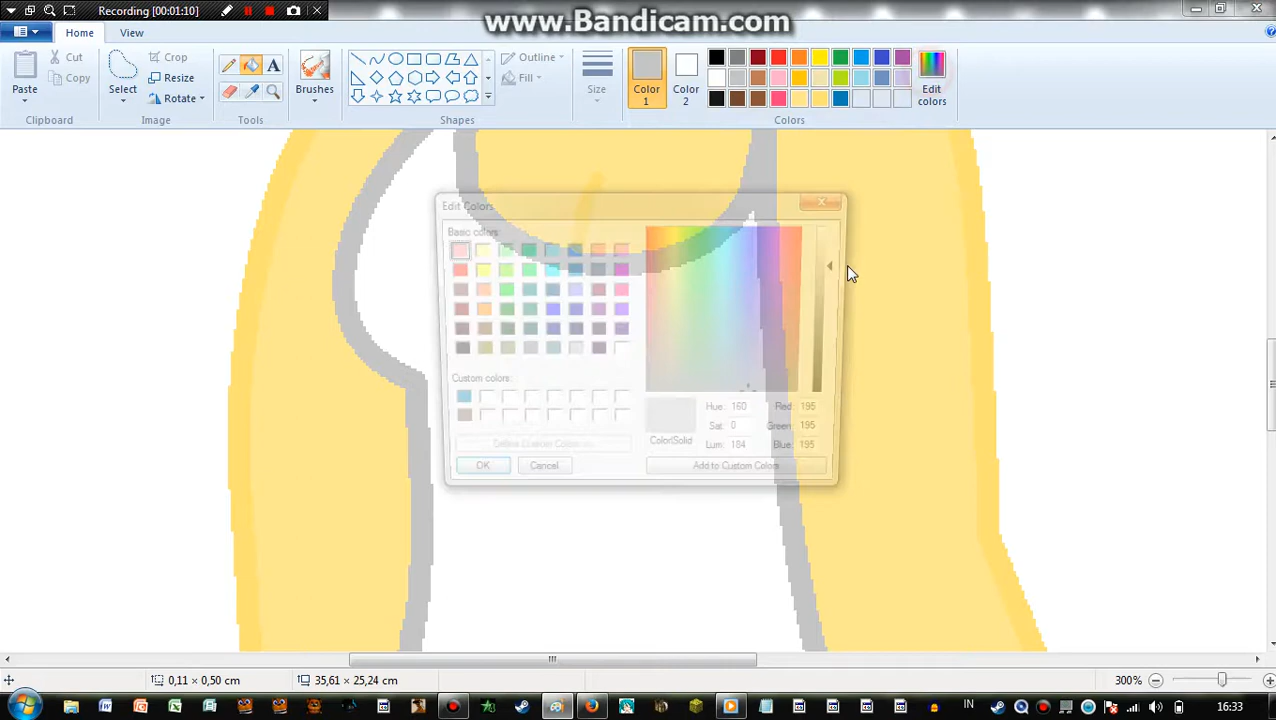 Recording [00:01:10]
www.Bandicam.com
Home
View
Paste
Cut
Copy
Clipboard
Select
Crop
Resize
Rotate
Image
A
Tools
Brushes
Outline
Fill
Shapes
Size
Color 1
Color 2
Edit colors
Colors
Edit Colors
Basic colors:
Custom colors:
Define Custom Colors >>
OK
Cancel
Color|Solid
Hue: 160
Sat: 0
Lum: 184
Red: 195
Green: 195
Blue: 195
Add to Custom Colors
0,11 × 0,50 cm
35,61 × 25,24 cm
300%
IN
16:33